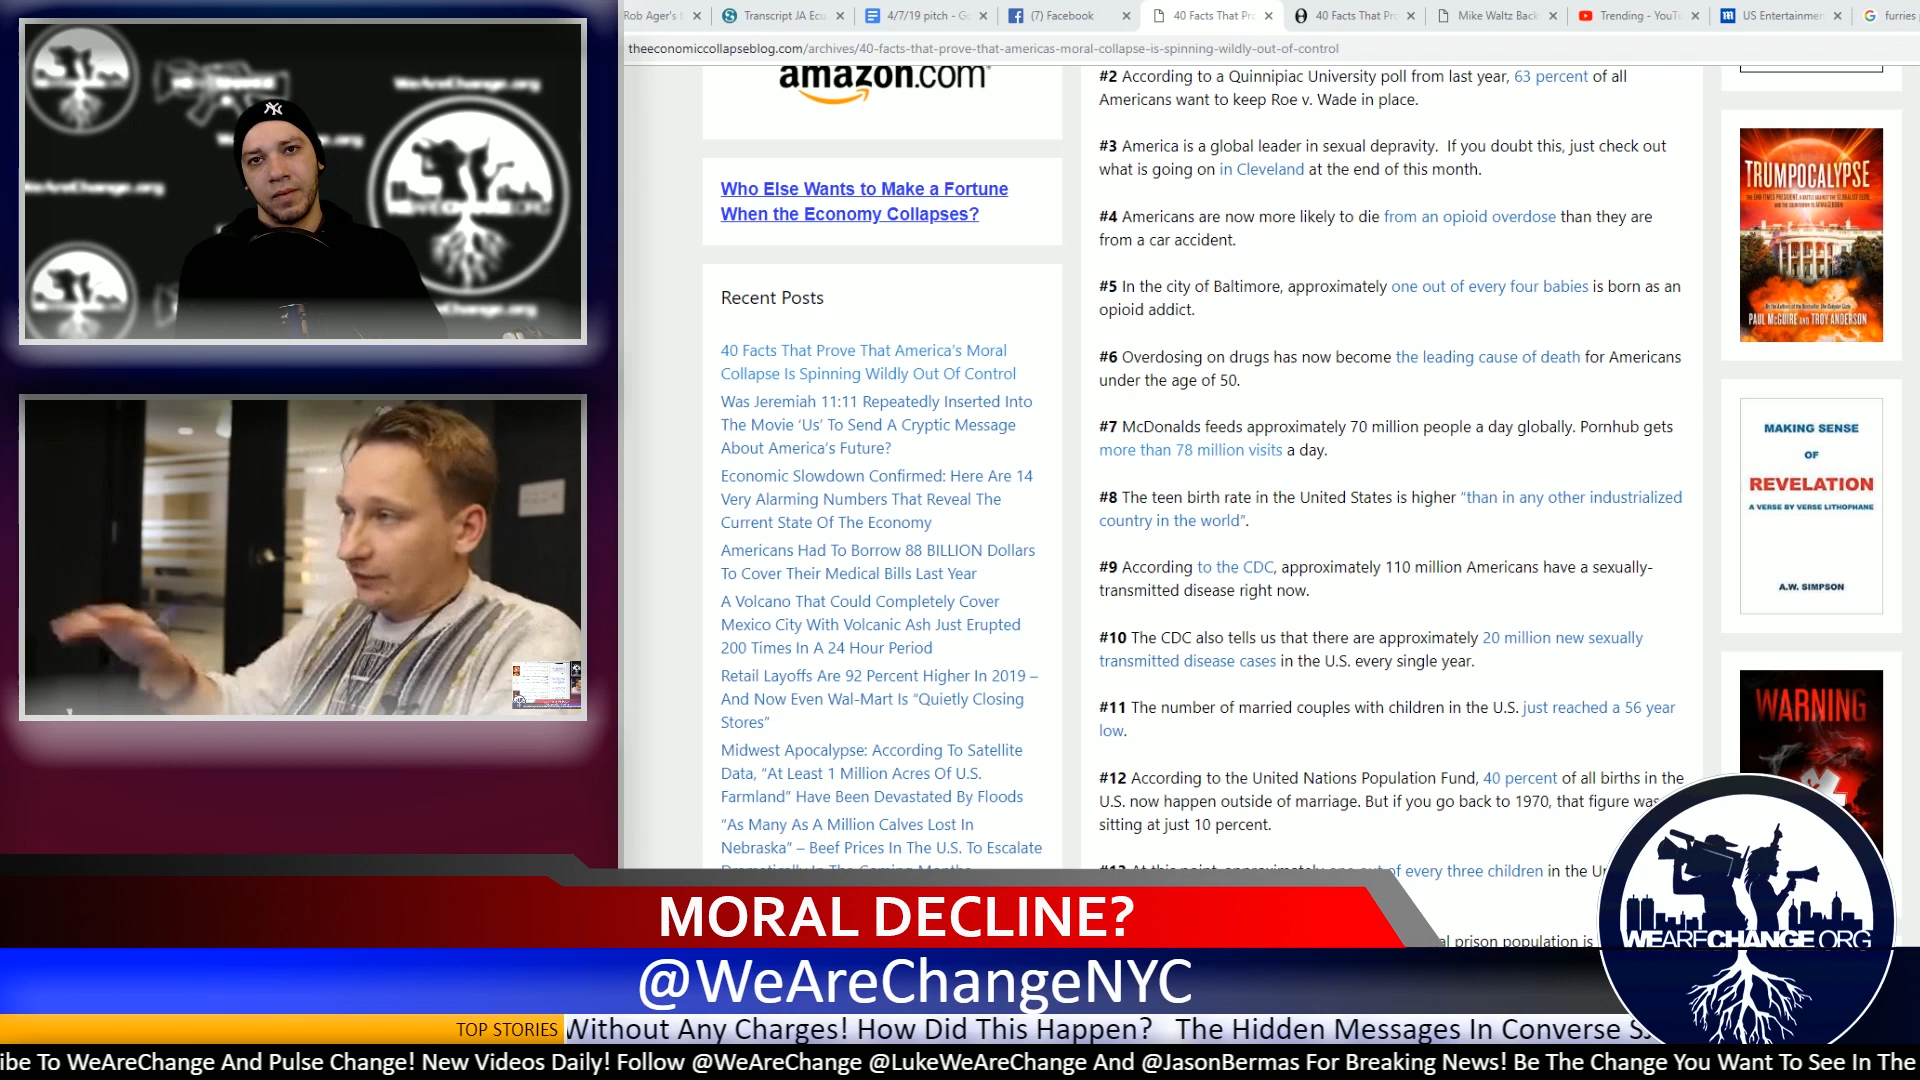 Rob Ager's
Transcript JA Ecu
4/7/19 pitch - Go
(7) Facebook
40 Facts That Pro
40 Facts That Pro
Mike Waltz Back
Trending - YouTu
US Entertainmen
furries
theeconomiccollapseblog.com/archives/40-facts-that-prove-that-americas-moral-collapse-is-spinning-wildly-out-of-control
WeAreChange.org
WeAreChange.org
amazon.com
Who Else Wants to Make a Fortune
When the Economy Collapses?
Recent Posts
40 Facts That Prove That America's Moral
Collapse Is Spinning Wildly Out Of Control
Was Jeremiah 11:11 Repeatedly Inserted Into
The Movie 'Us' To Send A Cryptic Message
About America's Future?
Economic Slowdown Confirmed: Here Are 14
Very Alarming Numbers That Reveal The
Current State Of The Economy
Americans Had To Borrow 88 BILLION Dollars
To Cover Their Medical Bills Last Year
A Volcano That Could Completely Cover
Mexico City With Volcanic Ash Just Erupted
200 Times In A 24 Hour Period
Retail Layoffs Are 92 Percent Higher In 2019 –
And Now Even Wal-Mart Is "Quietly Closing
Stores"
Midwest Apocalypse: According To Satellite
Data, "At Least 1 Million Acres Of U.S.
Farmland" Have Been Devastated By Floods
"As Many As A Million Calves Lost In
Nebraska" – Beef Prices In The U.S. To Escalate
#2 According to a Quinnipiac University poll from last year, 63 percent of all
Americans want to keep Roe v. Wade in place.
#3 America is a global leader in sexual depravity. If you doubt this, just check out
what is going on in Cleveland at the end of this month.
#4 Americans are now more likely to die from an opioid overdose than they are
from a car accident.
#5 In the city of Baltimore, approximately one out of every four babies is born as an
opioid addict.
#6 Overdosing on drugs has now become the leading cause of death for Americans
under the age of 50.
#7 McDonalds feeds approximately 70 million people a day globally. Pornhub gets
more than 78 million visits a day.
#8 The teen birth rate in the United States is higher "than in any other industrialized
country in the world".
#9 According to the CDC, approximately 110 million Americans have a sexually-
transmitted disease right now.
#10 The CDC also tells us that there are approximately 20 million new sexually
transmitted disease cases in the U.S. every single year.
#11 The number of married couples with children in the U.S. just reached a 56 year
low.
#12 According to the United Nations Population Fund, 40 percent of all births in the
U.S. now happen outside of marriage. But if you go back to 1970, that figure was
sitting at just 10 percent.
#13 At this point, approximately one out of every three children in the U
al prison population is
TRUMPOCALYPSE
PAUL McGUIRE AND TROY ANDERSON
MAKING SENSE
OF
REVELATION
A VERSE BY VERSE LITHOPHANE
A.W. SIMPSON
WARNING
MORAL DECLINE?
@WeAreChangeNYC
WEARECHANGE.ORG
TOP STORIES
Without Any Charges! How Did This Happen? The Hidden Messages In Converse S
ibe To WeAreChange And Pulse Change! New Videos Daily! Follow @WeAreChange @LukeWeAreChange And @JasonBermas For Breaking News! Be The Change You Want To See In The